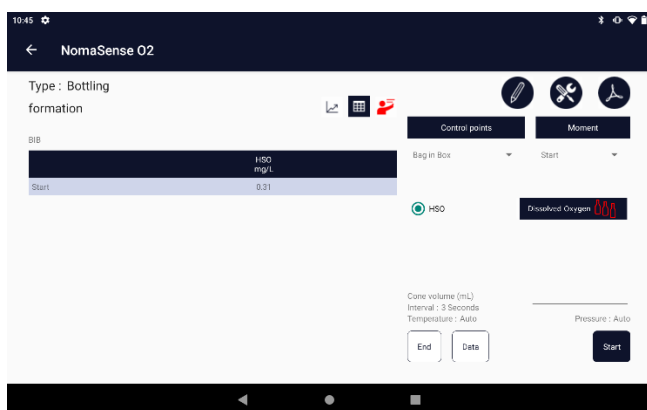 10:45
NomaSense O2
Type : Bottling
formation
BIB
HSO
mg/L
Start 0.31
Control points Moment
Bag in Box Start
HSO Dissolved Oxygen
Cone volume (mL)
Interval : 3 Seconds
Temperature : Auto Pressure : Auto
End Data Start